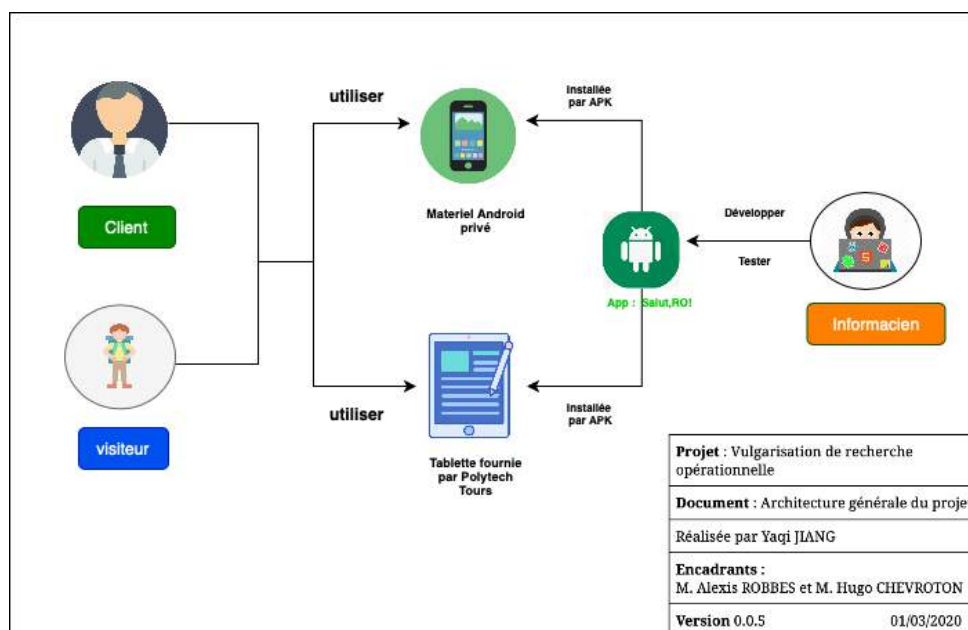 utiliser
Installée
par APK
Client
Materiel Android
privé
Développer
Tester
App : Salut,RO!
Informacien
visiteur
utiliser
Installée
par APK
Tablette fournie
par Polytech
Tours
Projet : Vulgarisation de recherche
opérationnelle
Document : Architecture générale du proje
Réalisée par Yaqi JIANG
Encadrants :
M. Alexis ROBBES et M. Hugo CHEVROTON
Version 0.0.5 01/03/2020